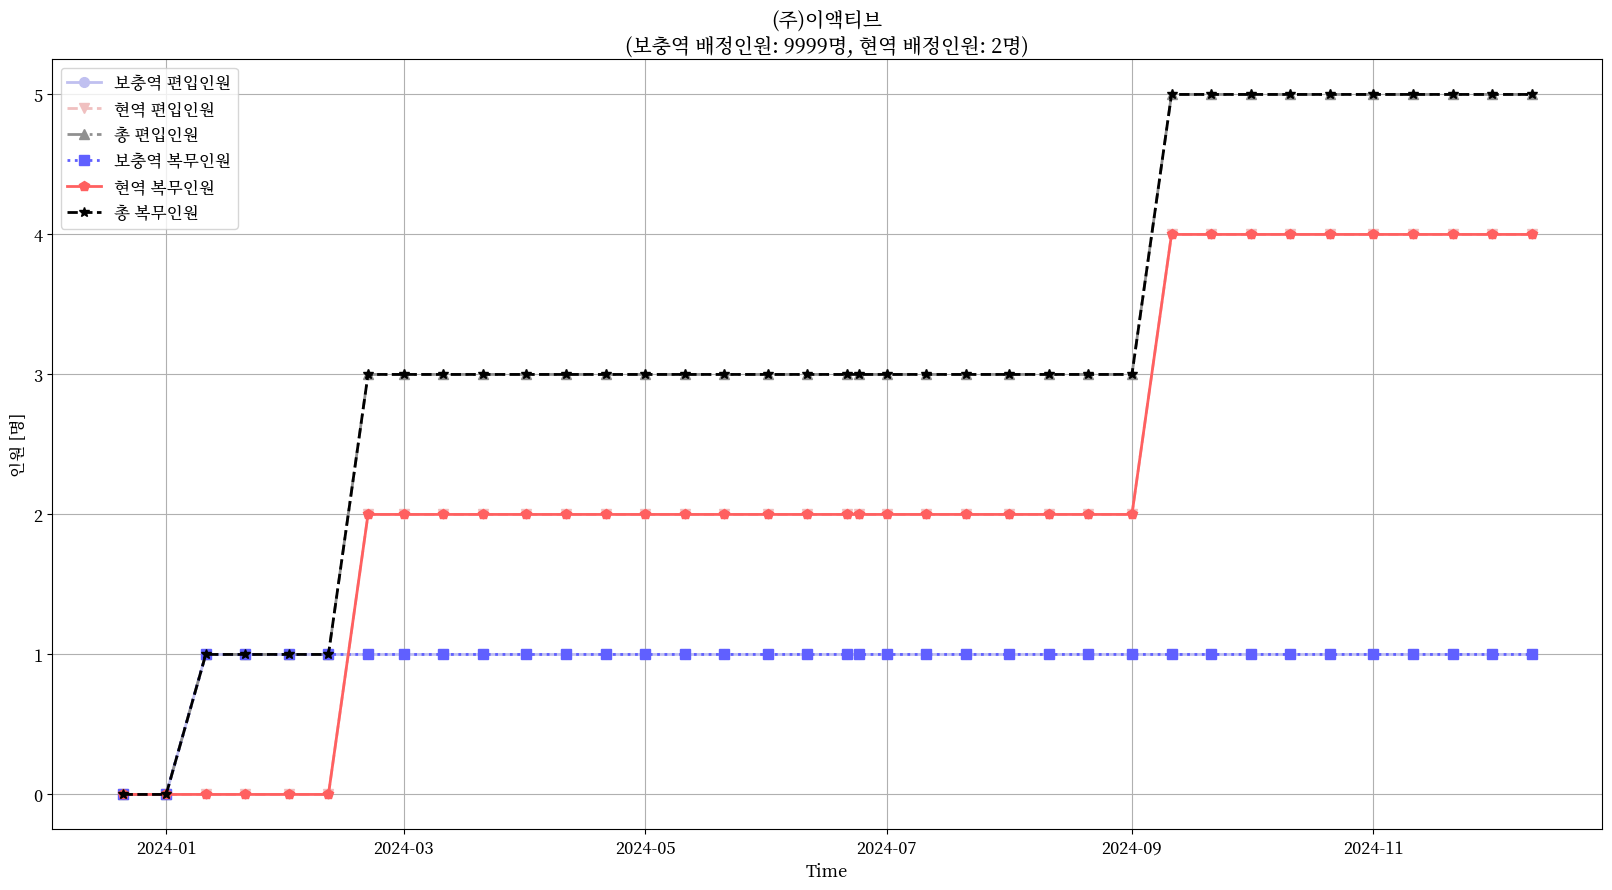 (주)이액티브
(보충역 배정인원: 9999명, 현역 배정인원: 2명)
보충역 편입인원
현역 편입인원
총 편입인원
보충역 복무인원
현역 복무인원
총 복무인원
5
4
3
2
1
0
인원 [명]
2024-01 2024-03 2024-05 2024-07 2024-09 2024-11
Time